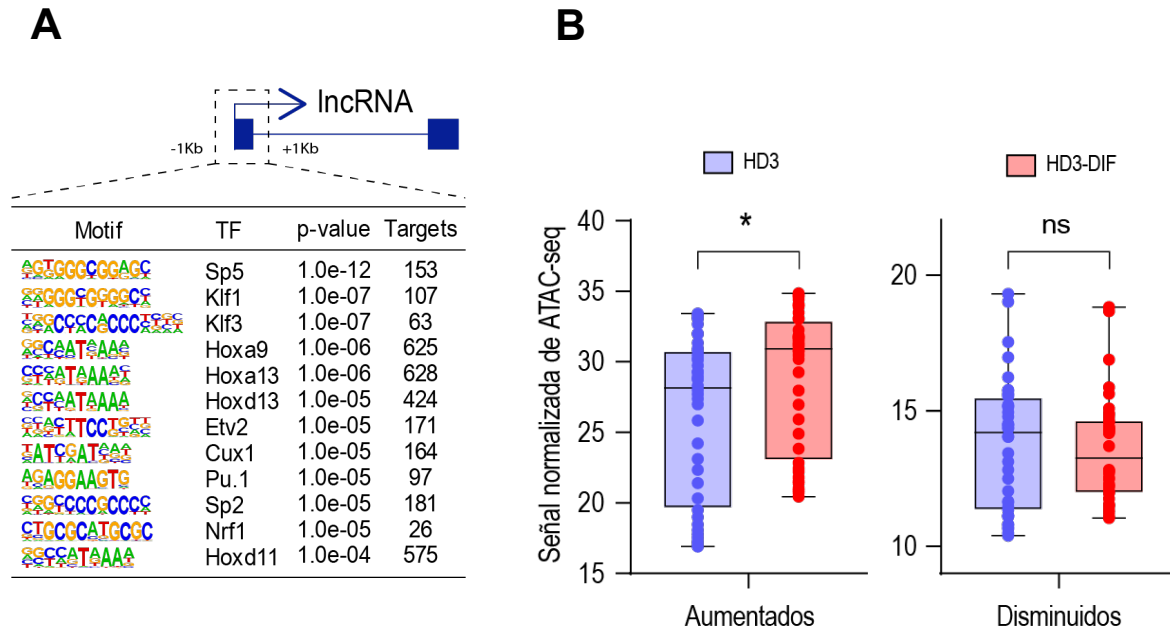 A
lncRNA
-1Kb +1Kb
Motif TF p-value Targets
AGTGGGCGGAGC Sp5 1.0e-12 153
GGGGCGGGGC Klf1 1.0e-07 107
Klf3 1.0e-07 63
Hoxa9 1.0e-06 625
Hoxa13 1.0e-06 628
Hoxd13 1.0e-05 424
Etv2 1.0e-05 171
Cux1 1.0e-05 164
AGAGGAAGTG Pu.1 1.0e-05 97
Sp2 1.0e-05 181
CTGCGCATGCGC Nrf1 1.0e-05 26
Hoxd11 1.0e-04 575
B
HD3 HD3-DIF
Señal normalizada de ATAC-seq
40
35
30
25
20
15
*
Aumentados
20
15
10
ns
Disminuidos